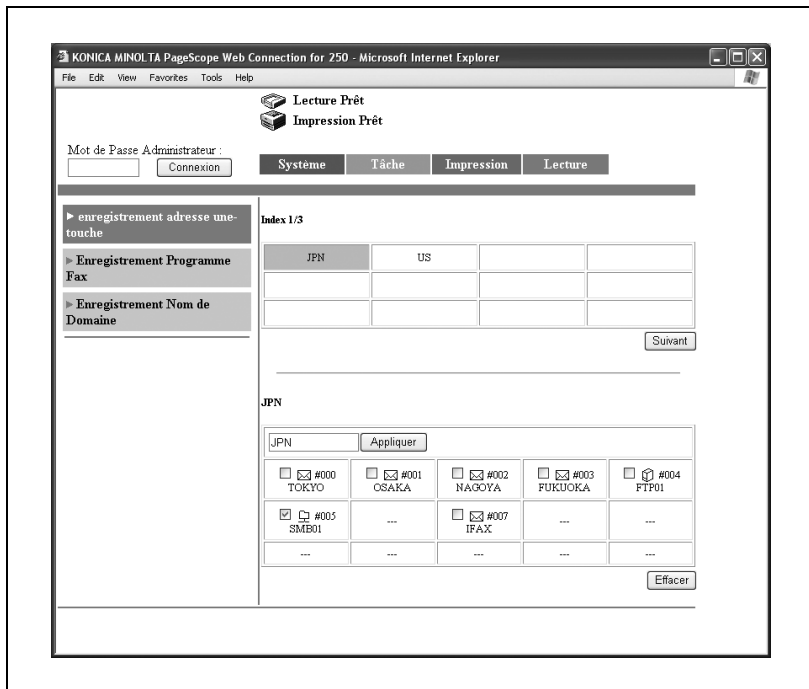 KONICA MINOLTA PageScope Web Connection for 250 - Microsoft Internet Explorer
File Edit View Favorites Tools Help
Lecture Prêt
Impression Prêt
Mot de Passe Administrateur :
Connexion
Système Tâche Impression Lecture
enregistrement adresse une-
touche
Enregistrement Programme
Fax
Enregistrement Nom de
Domaine
Index 1/3
JPN US
Suivant
JPN
JPN Appliquer
#000 #001 #002 #003 #004
TOKYO OSAKA NAGOYA FUKUOKA FTP01
#005 --- #007 --- ---
SMB01 IFAX
--- --- --- --- ---
Effacer